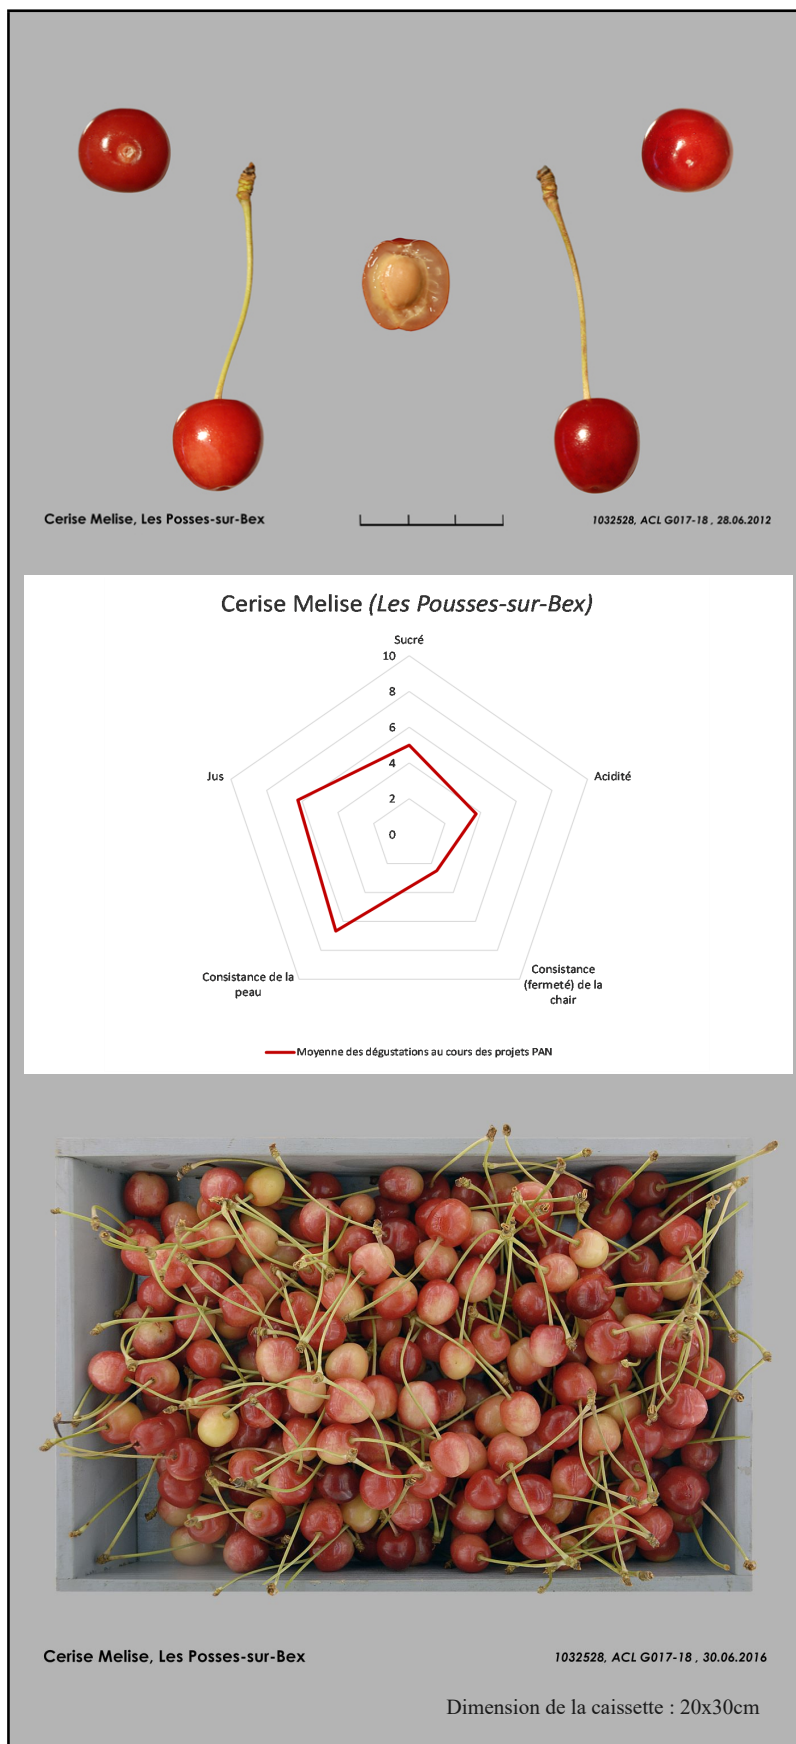 Cerise Melise, Les Posses-sur-Bex
1032528, ACL G017-18 , 28.06.2012
Cerise Melise (Les Pousses-sur-Bex)
Sucré
10
8
6
4
2
0
Jus
Acidité
Consistance de la
peau
Consistance
(fermeté) de la
chair
Moyenne des dégustations au cours des projets PAN
Cerise Melise, Les Posses-sur-Bex
1032528, ACL G017-18 , 30.06.2016
Dimension de la caissette : 20x30cm